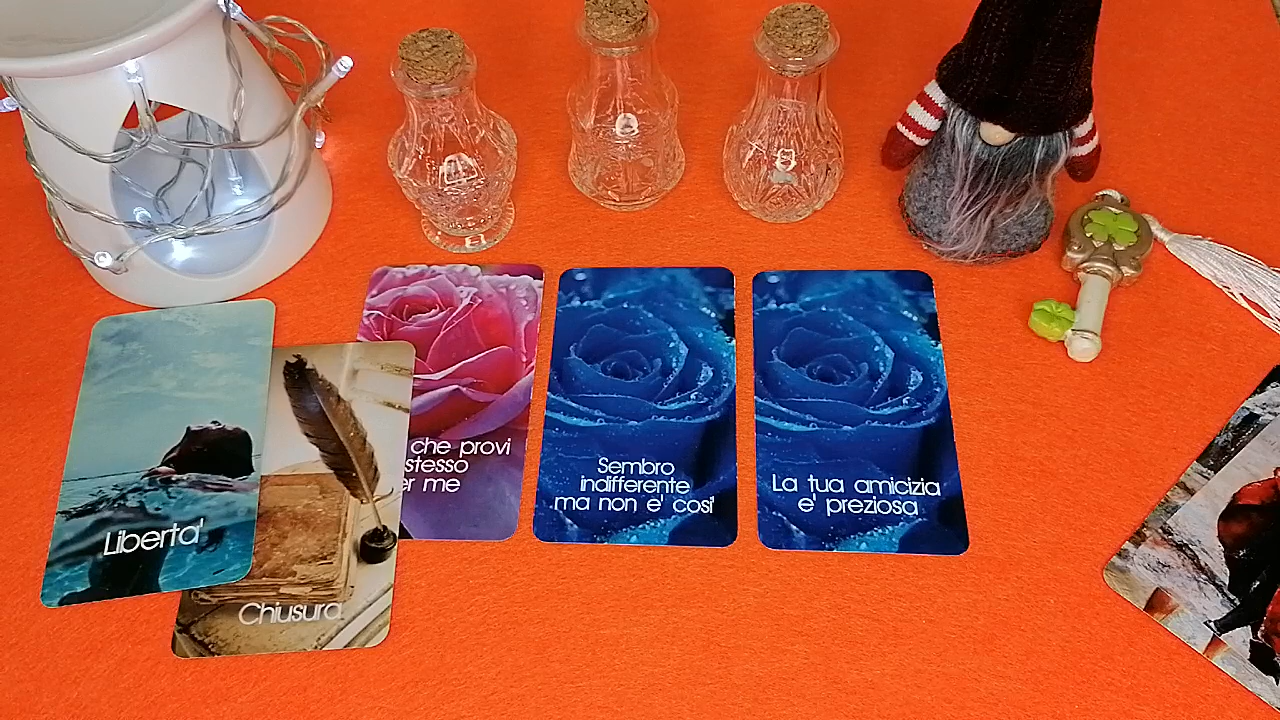 Liberta'
Chiusura
che provi
stesso
er me
Sembro
indifferente
ma non e' cosi'
La tua amicizia
e' preziosa